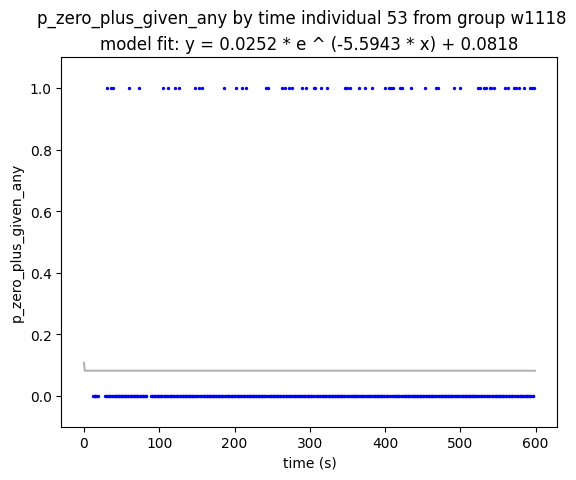 p_zero_plus_given_any by time individual 53 from group w1118
model fit: y = 0.0252 * e ^ (-5.5943 * x) + 0.0818
1.0
0.8
0.6
0.4
0.2
0.0
p_zero_plus_given_any
0 100 200 300 400 500 600
time (s)